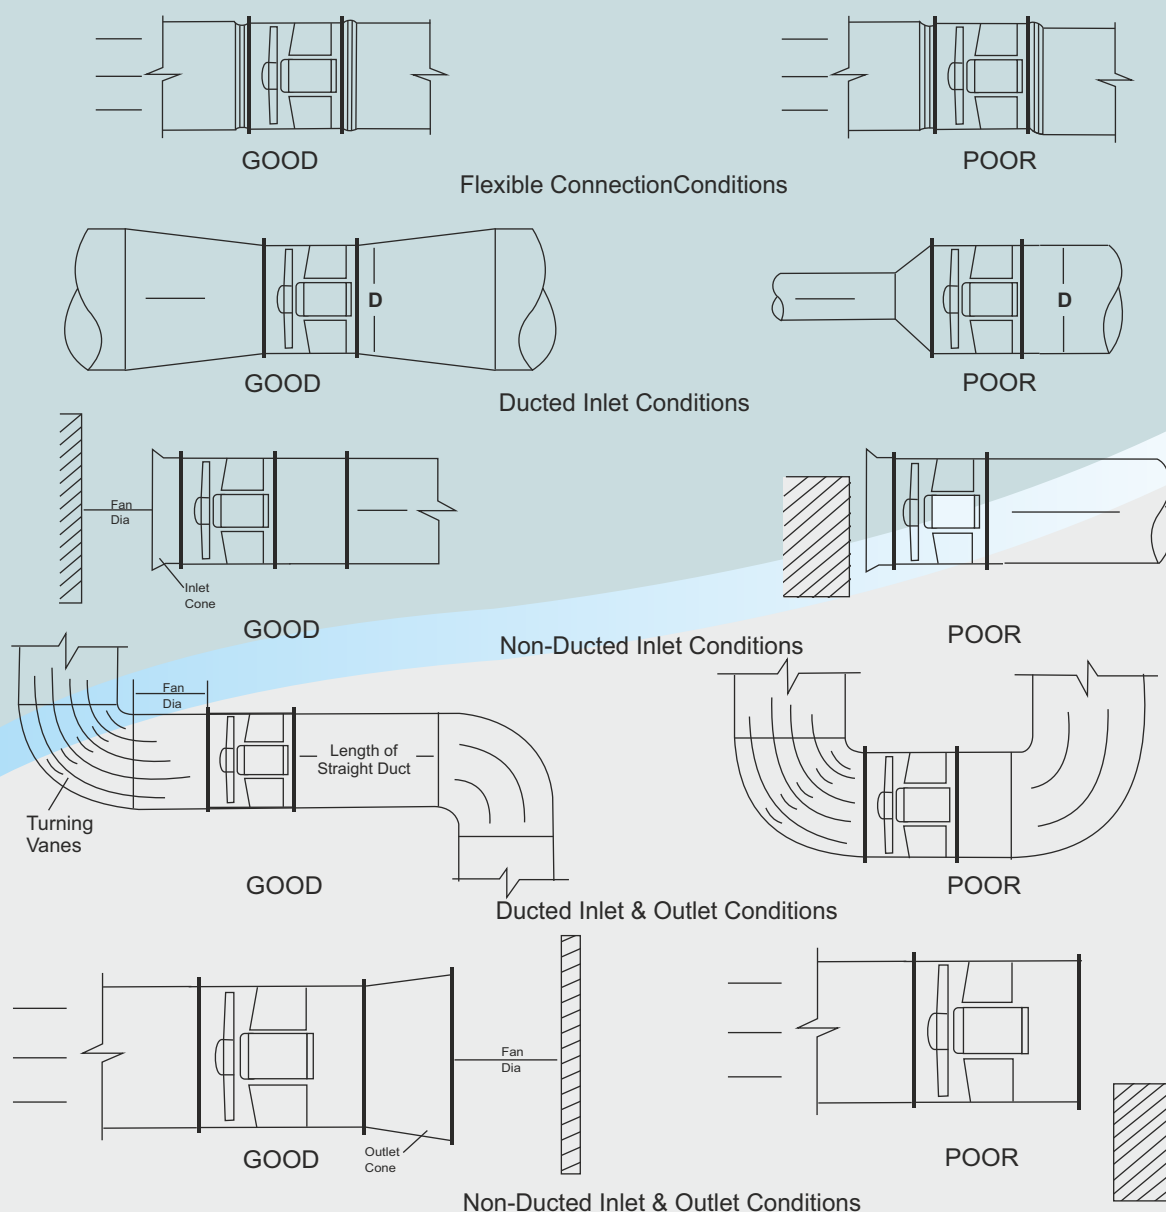 GOOD
POOR
Flexible ConnectionConditions
D
D
GOOD
POOR
Ducted Inlet Conditions
Fan
Dia
Inlet
Cone
GOOD
POOR
Non-Ducted Inlet Conditions
Fan
Dia
Length of
Straight Duct
Turning
Vanes
GOOD
POOR
Ducted Inlet & Outlet Conditions
Fan
Dia
Outlet
Cone
GOOD
POOR
Non-Ducted Inlet & Outlet Conditions